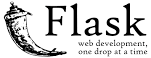 Flask
web development,
one drop at a time